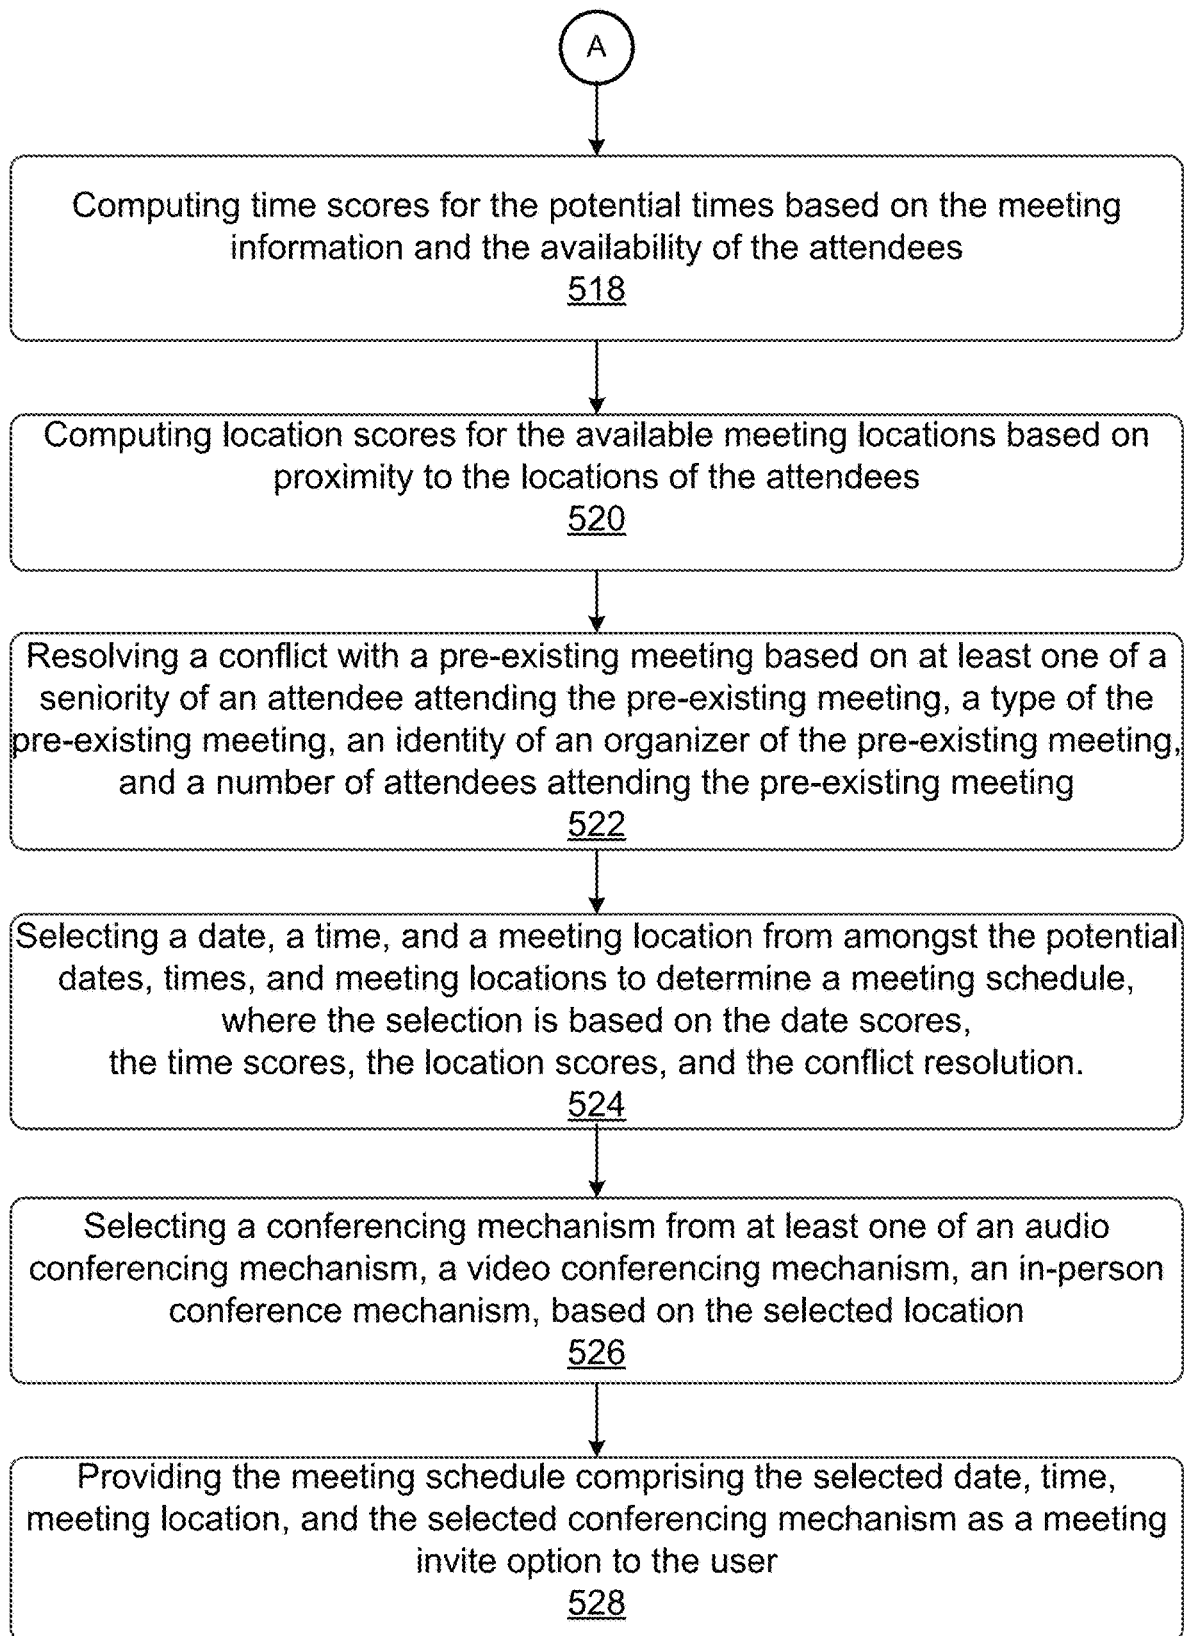 A
Computing time scores for the potential times based on the meeting
information and the availability of the attendees
518
Computing location scores for the available meeting locations based on
proximity to the locations of the attendees
520
Resolving a conflict with a pre-existing meeting based on at least one of a
seniority of an attendee attending the pre-existing meeting, a type of the
pre-existing meeting, an identity of an organizer of the pre-existing meeting,
and a number of attendees attending the pre-existing meeting
522
Selecting a date, a time, and a meeting location from amongst the potential
dates, times, and meeting locations to determine a meeting schedule,
where the selection is based on the date scores,
the time scores, the location scores, and the conflict resolution.
524
Selecting a conferencing mechanism from at least one of an audio
conferencing mechanism, a video conferencing mechanism, an in-person
conference mechanism, based on the selected location
526
Providing the meeting schedule comprising the selected date, time,
meeting location, and the selected conferencing mechanism as a meeting
invite option to the user
528